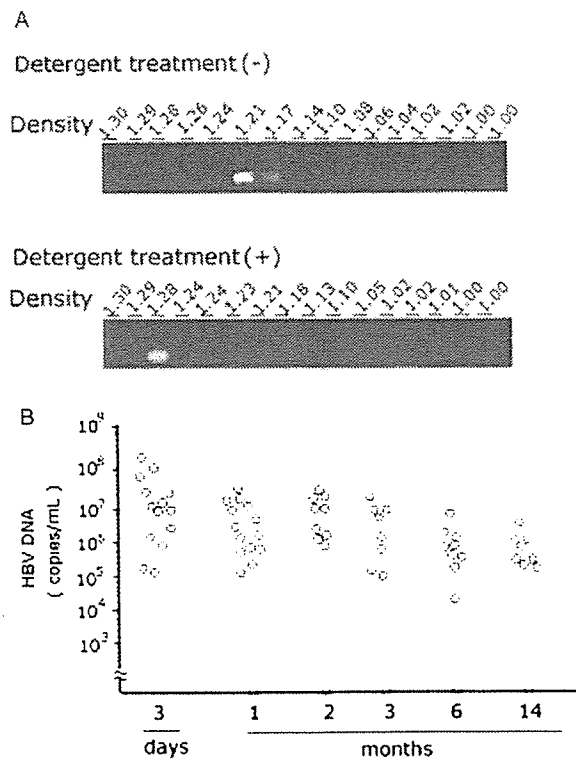 A
Detergent treatment (-)
Density 1.30 1.29 1.28 1.26 1.24 1.21 1.17 1.14 1.10 1.08 1.06 1.04 1.02 1.02 1.00 1.00
Detergent treatment (+)
Density 1.30 1.29 1.28 1.24 1.24 1.23 1.21 1.18 1.13 1.10 1.05 1.02 1.02 1.01 1.00 1.00
B
HBV DNA
( copies/mL )
10⁹
10⁸
10⁷
10⁶
10⁵
10⁴
10³
3 1 2 3 6 14
days months